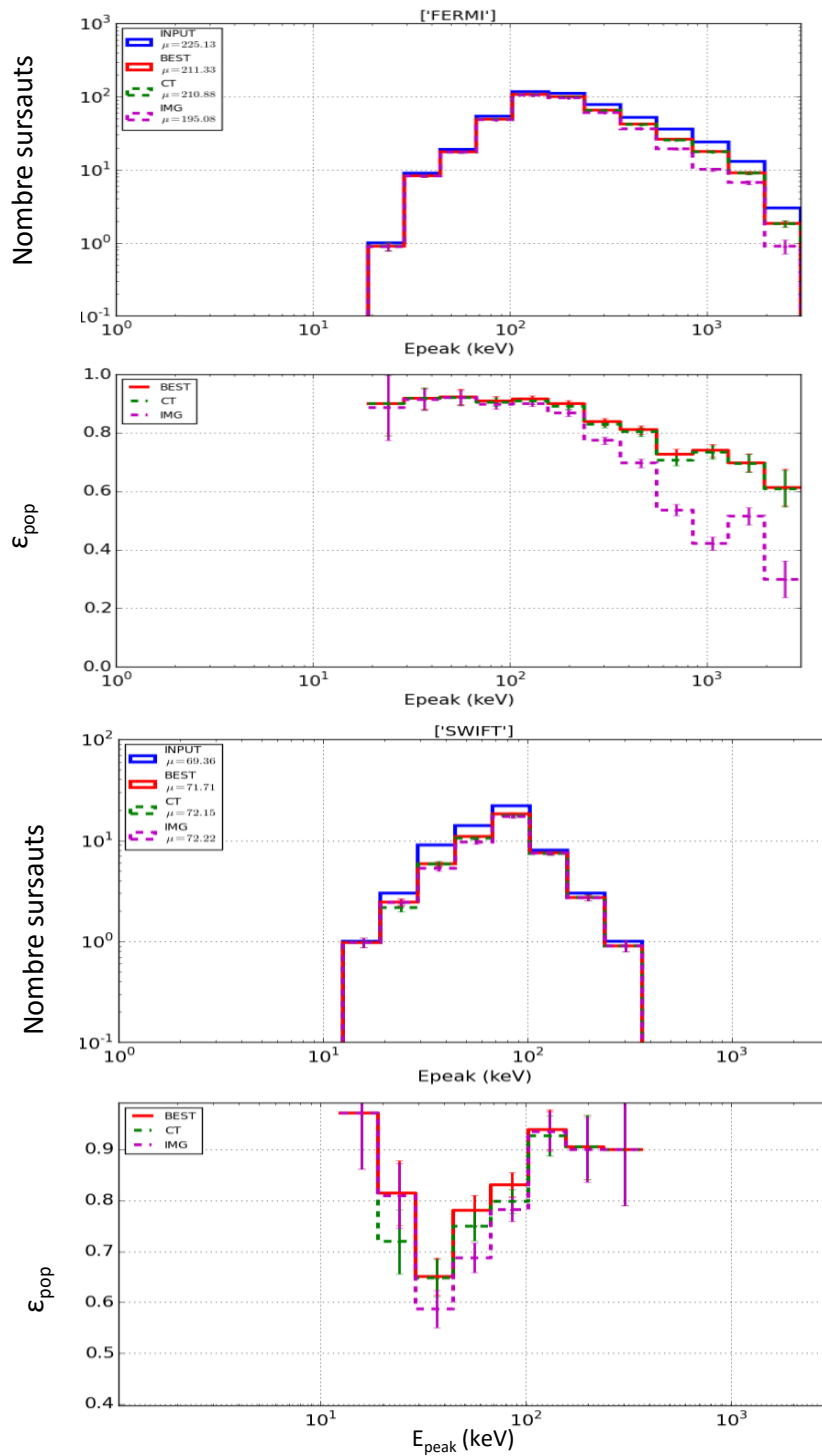 ['FERMI']
Nombre sursauts
10³
10²
10¹
10⁰
10⁻¹
INPUT
μ=225.13
BEST
μ=211.33
CT
μ=210.88
IMG
μ=195.08
10⁰ 10¹ 10² 10³
Epeak (keV)
ε_pop
1.0
0.8
0.6
0.4
0.2
0.0
BEST
CT
IMG
10⁰ 10¹ 10² 10³
Epeak (keV)
['SWIFT']
Nombre sursauts
10²
10¹
10⁰
10⁻¹
INPUT
μ=69.36
BEST
μ=71.71
CT
μ=72.15
IMG
μ=72.22
10⁰ 10¹ 10² 10³
Epeak (keV)
ε_pop
0.9
0.8
0.7
0.6
0.5
0.4
BEST
CT
IMG
10¹ 10² 10³
E_peak (keV)